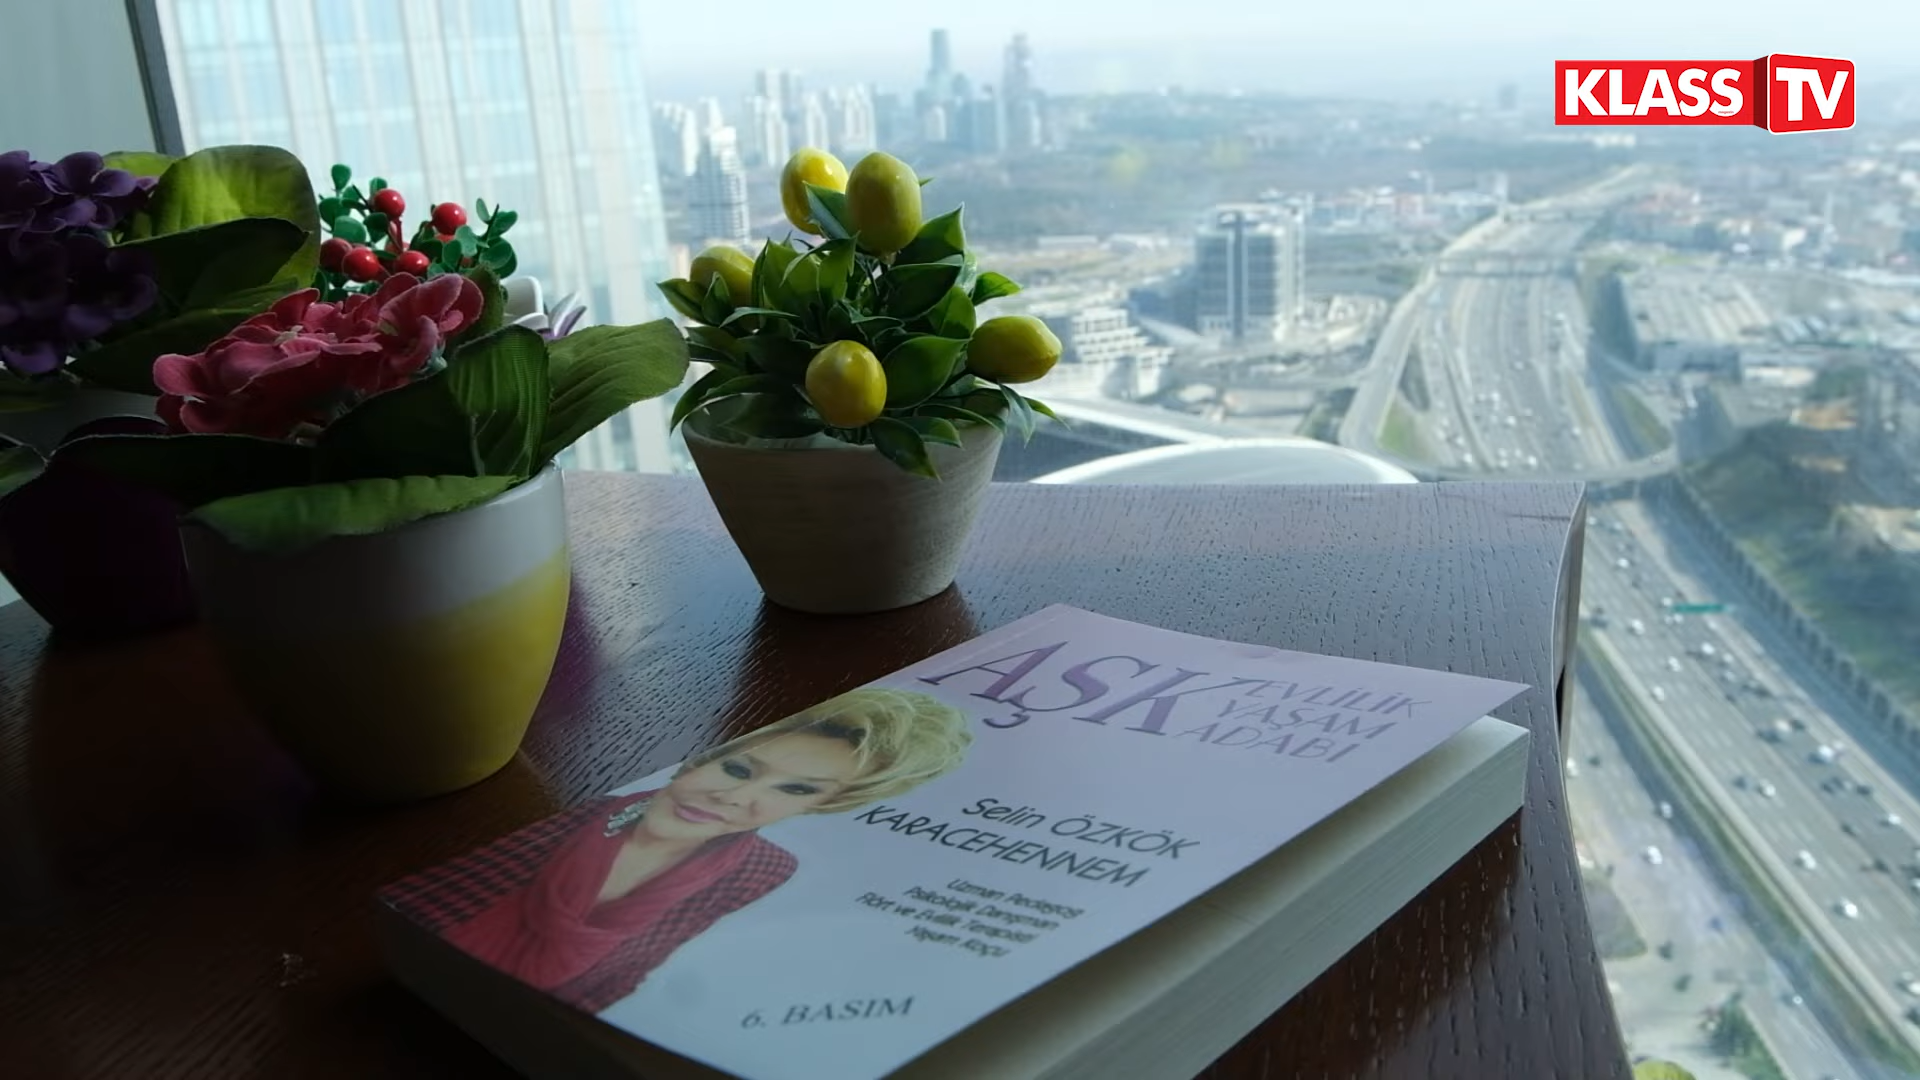 KLASS TV
AŞK
EVLİLİK
YAŞAM
ADABI
Selin ÖZKÖK
KARACEHENNEM
Uzman Pedagog
Psikolojik Danışman
Flört ve Evlilik Terapisti
Yaşam Koçu
6. BASIM